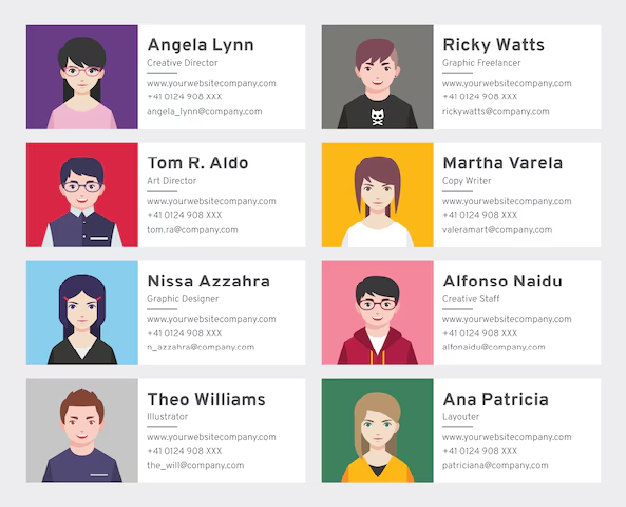 Angela Lynn
Creative Director
www.yourwebsitecompany.com
+41 0124 908 XXX
angela_lynn@company.com
Ricky Watts
Graphic Freelancer
www.yourwebsitecompany.com
+41 0124 908 XXX
rickywatts@company.com
Tom R. Aldo
Art Director
www.yourwebsitecompany.com
+41 0124 908 XXX
tom.ra@company.com
Martha Varela
Copy Writer
www.yourwebsitecompany.com
+41 0124 908 XXX
valeramart@company.com
Nissa Azzahra
Graphic Designer
www.yourwebsitecompany.com
+41 0124 908 XXX
n_azzahra@company.com
Alfonso Naidu
Creative Staff
www.yourwebsitecompany.com
+41 0124 908 XXX
alfonaidu@company.com
Theo Williams
Illustrator
www.yourwebsitecompany.com
+41 0124 908 XXX
the_will@company.com
Ana Patricia
Layouter
www.yourwebsitecompany.com
+41 0124 908 XXX
patriciana@company.com